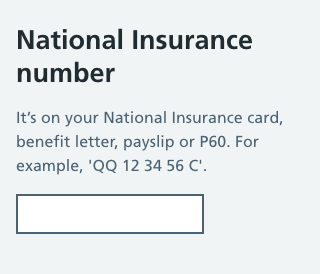 National Insurance
number
It’s on your National Insurance card,
benefit letter, payslip or P60. For
example, 'QQ 12 34 56 C'.